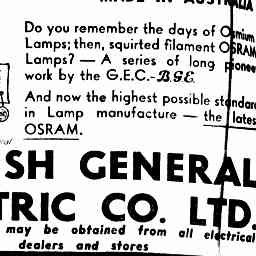 MADE IN AUSTRALIA
Do you remember the days of Osmium
Lamps; then, squirted filament OSRAM
Lamps? — A series of long pioneer
work by the G.E.C.-B.G.E.
And now the highest possible standard
in Lamp manufacture — the latest
OSRAM.
SH GENERAL
TRIC CO. LTD.
may be obtained from all electrical
dealers and stores